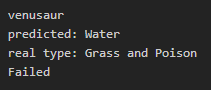 venusaur
predicted: Water
real type: Grass and Poison
Failed